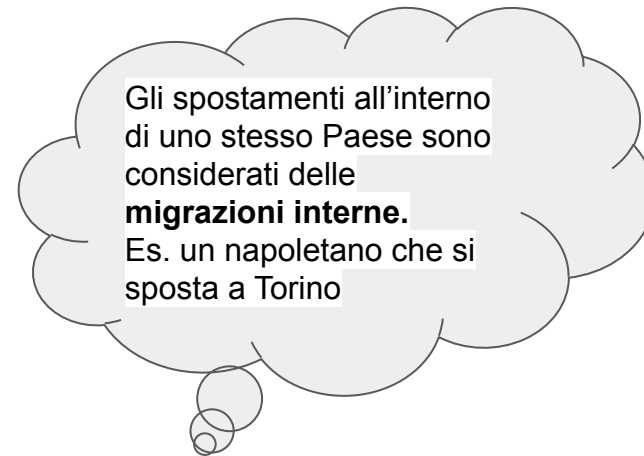 Gli spostamenti all’interno
di uno stesso Paese sono
considerati delle
migrazioni interne.
Es. un napoletano che si
sposta a Torino